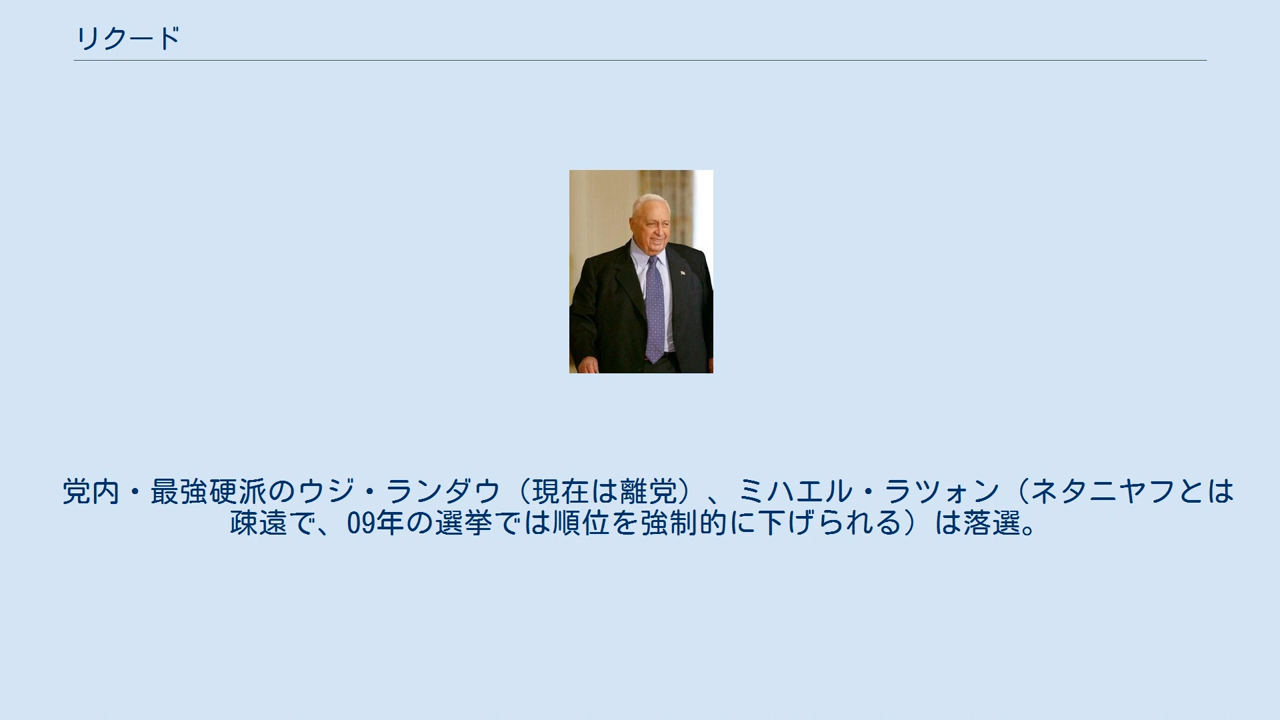 リクード
党内・最強硬派のウジ・ランダウ（現在は離党）、ミハエル・ラツォン（ネタニヤフとは
疎遠で、09年の選挙では順位を強制的に下げられる）は落選。